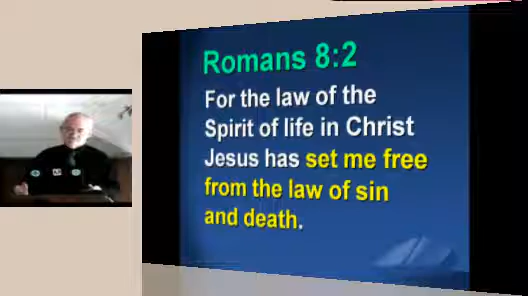 Romans 8:2
For the law of the
Spirit of life in Christ
Jesus has set me free
from the law of sin
and death.